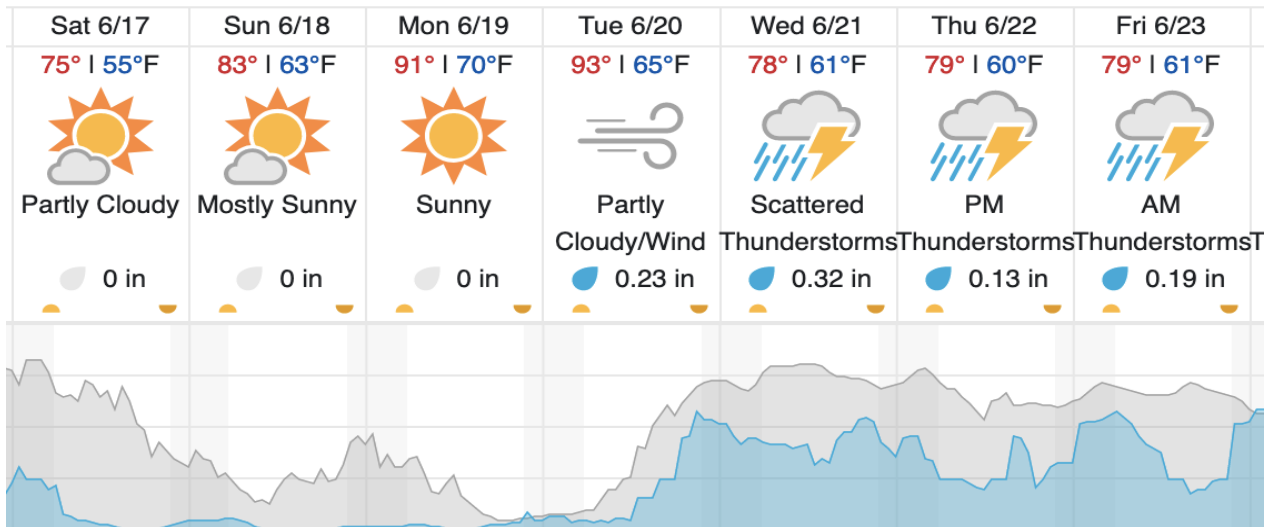 Sat 6/17 Sun 6/18 Mon 6/19 Tue 6/20 Wed 6/21 Thu 6/22 Fri 6/23
75° | 55°F 83° | 63°F 91° | 70°F 93° | 65°F 78° | 61°F 79° | 60°F 79° | 61°F
Partly Cloudy Mostly Sunny Sunny Partly Scattered PM AM
Cloudy/Wind Thunderstorms Thunderstorms Thunderstorms T
0 in 0 in 0 in 0.23 in 0.32 in 0.13 in 0.19 in